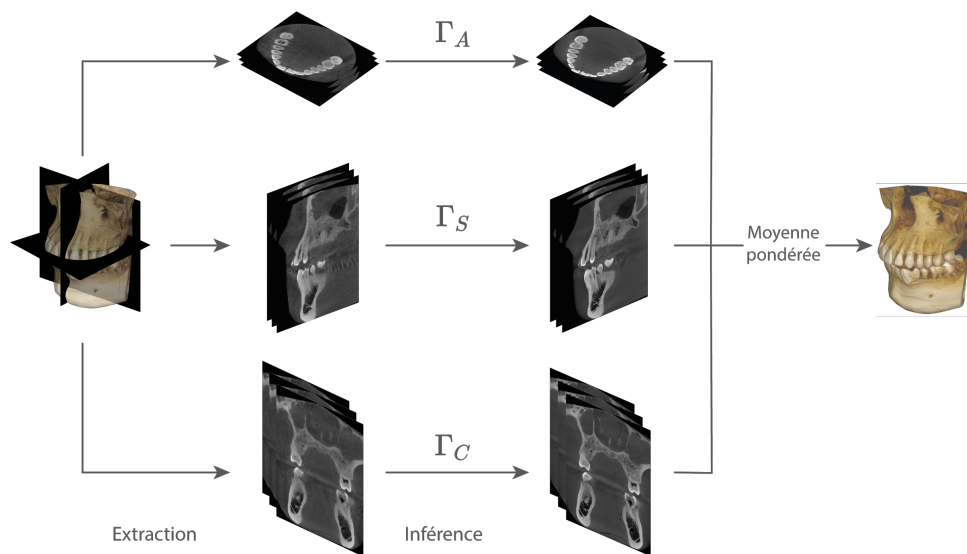 Γ_A
Γ_S
Moyenne
pondérée
Γ_C
Extraction
Inférence